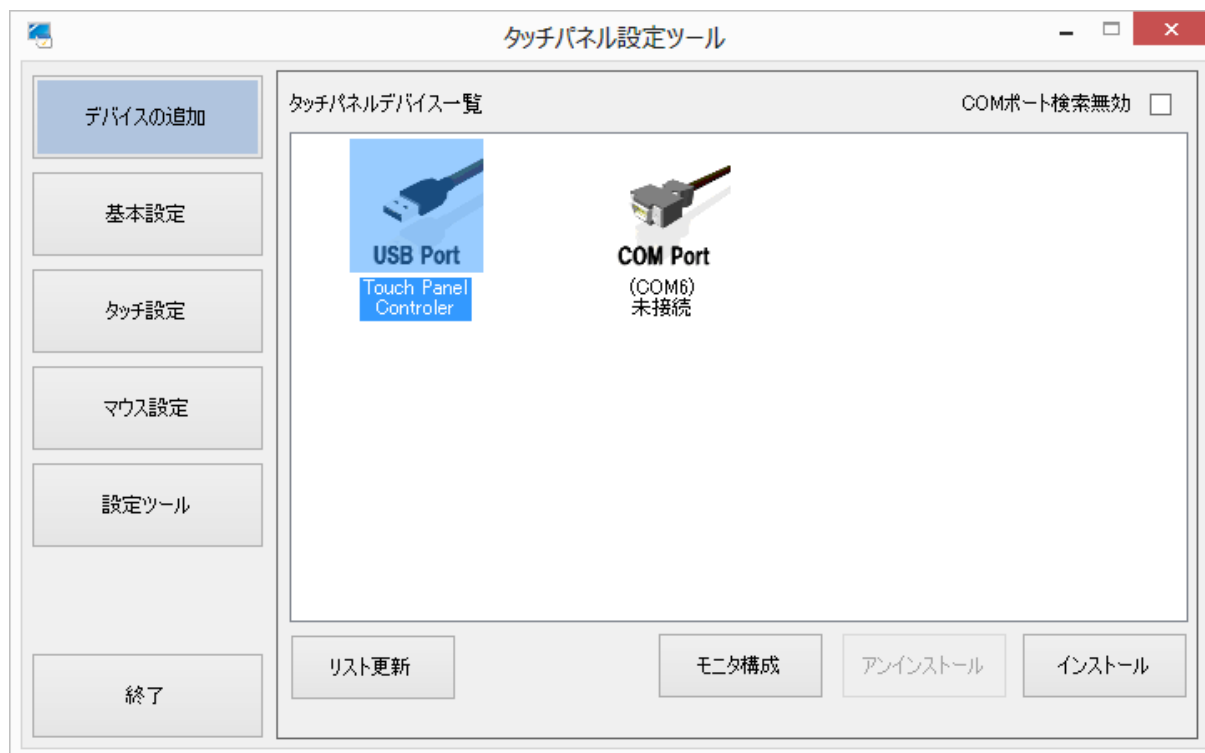 タッチパネル設定ツール
デバイスの追加
基本設定
タッチ設定
マウス設定
設定ツール
終了
タッチパネルデバイス一覧
COMポート検索無効
USB Port
Touch Panel
Controler
COM Port
(COM6)
未接続
リスト更新
モニタ構成
アンインストール
インストール